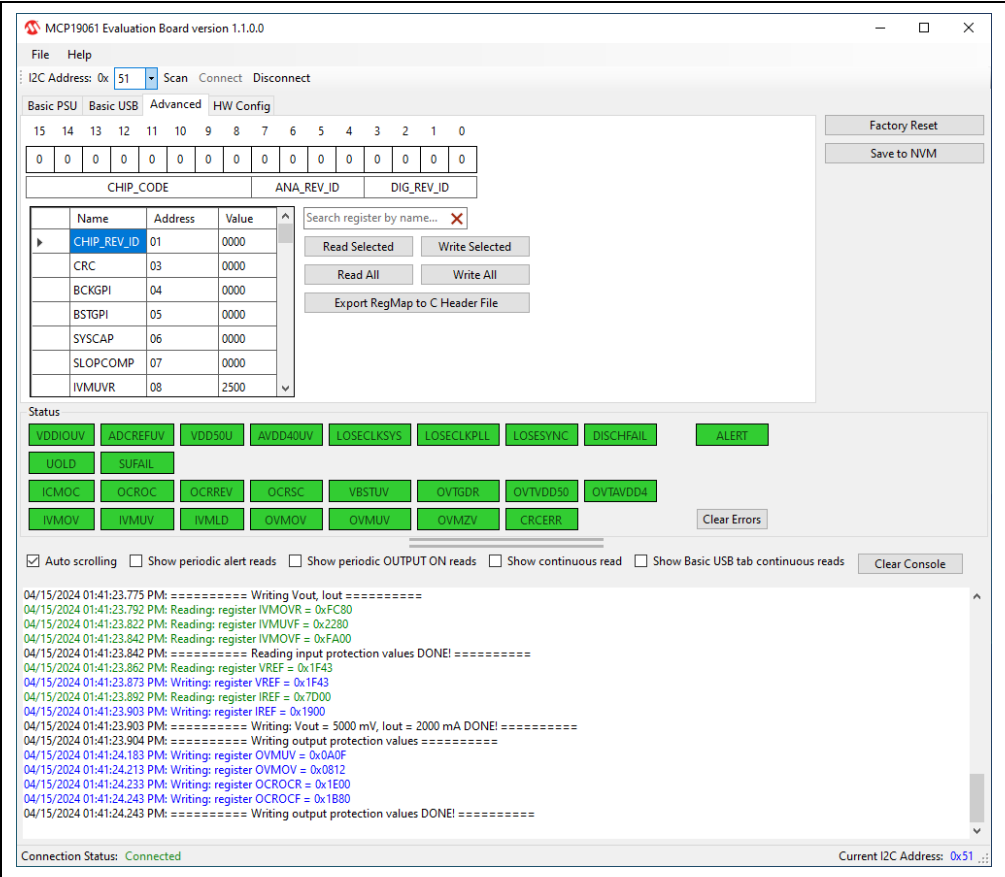 MCP19061 Evaluation Board version 1.1.0.0
File Help
I2C Address: 0x 51 Scan Connect Disconnect
Basic PSU Basic USB Advanced HW Config
15 14 13 12 11 10 9 8 7 6 5 4 3 2 1 0
0 0 0 0 0 0 0 0 0 0 0 0 0 0 0 0
CHIP_CODE ANA_REV_ID DIG_REV_ID
Factory Reset
Save to NVM
Name Address Value
CHIP_REV_ID 01 0000
CRC 03 0000
BCKGPI 04 0000
BSTGPI 05 0000
SYSCAP 06 0000
SLOPCOMP 07 0000
IVMUVR 08 2500
Search register by name...
Read Selected Write Selected
Read All Write All
Export RegMap to C Header File
Status
VDDIOUV ADCREFUV VDD50U AVDD40UV LOSECLKSYS LOSECLKPLL LOSESYNC DISCHFAIL ALERT
UOLD SUFAIL
ICMOC OCROC OCRREV OCRSC VBSTUV OVTGDR OVTVDD50 OVTAVDD4
IVMOV IVMUV IVMLD OVMOV OVMUV OVMZV CRCERR Clear Errors
Auto scrolling Show periodic alert reads Show periodic OUTPUT ON reads Show continuous read Show Basic USB tab continuous reads Clear Console
04/15/2024 01:41:23.775 PM: ========== Writing Vout, Iout ==========
04/15/2024 01:41:23.792 PM: Reading: register IVMOVR = 0xFC80
04/15/2024 01:41:23.822 PM: Reading: register IVMUVF = 0x2280
04/15/2024 01:41:23.842 PM: Reading: register IVMOVF = 0xFA00
04/15/2024 01:41:23.842 PM: ========== Reading input protection values DONE! ==========
04/15/2024 01:41:23.862 PM: Reading: register VREF = 0x1F43
04/15/2024 01:41:23.873 PM: Writing: register VREF = 0x1F43
04/15/2024 01:41:23.892 PM: Reading: register IREF = 0x7D00
04/15/2024 01:41:23.903 PM: Writing: register IREF = 0x1900
04/15/2024 01:41:23.903 PM: ========== Writing: Vout = 5000 mV, Iout = 2000 mA DONE! ==========
04/15/2024 01:41:23.904 PM: ========== Writing output protection values ==========
04/15/2024 01:41:24.183 PM: Writing: register OVMUV = 0x0A0F
04/15/2024 01:41:24.213 PM: Writing: register OVMOV = 0x0812
04/15/2024 01:41:24.233 PM: Writing: register OCROCR = 0x1E00
04/15/2024 01:41:24.243 PM: Writing: register OCROCF = 0x1B80
04/15/2024 01:41:24.243 PM: ========== Writing output protection values DONE! ==========
Connection Status: Connected Current I2C Address: 0x51